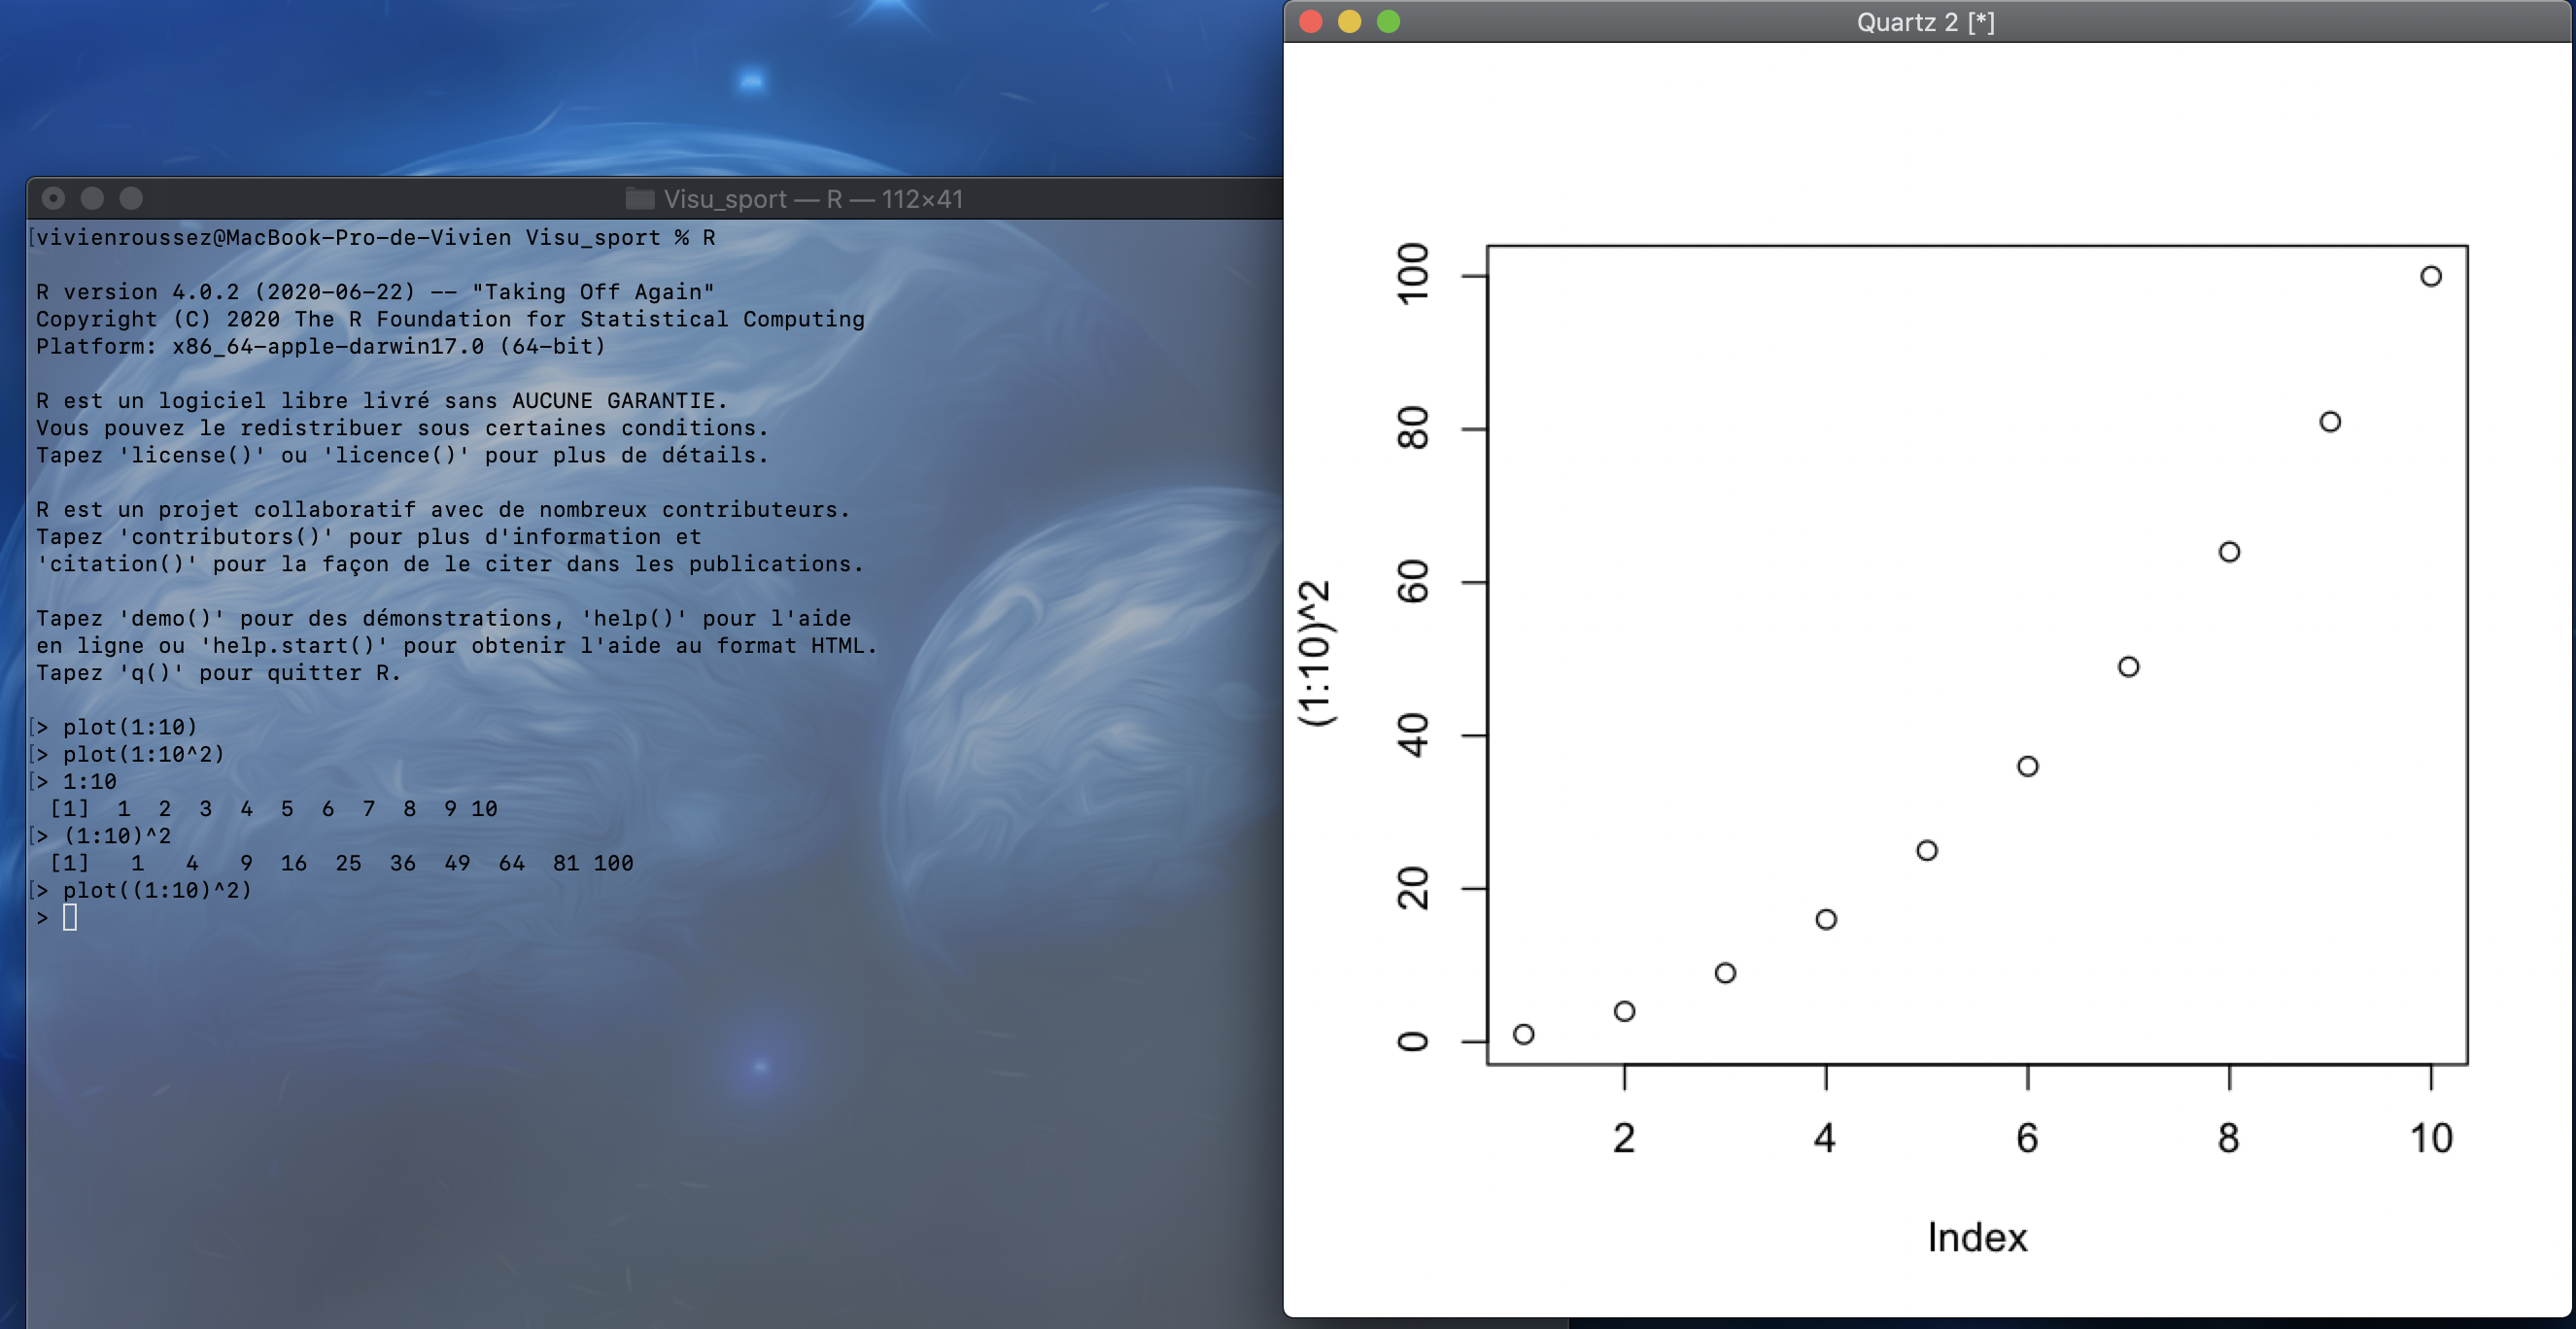 Visu_sport — R — 112×41
[vivienroussez@MacBook-Pro-de-Vivien Visu_sport % R
R version 4.0.2 (2020-06-22) -- "Taking Off Again"
Copyright (C) 2020 The R Foundation for Statistical Computing
Platform: x86_64-apple-darwin17.0 (64-bit)
R est un logiciel libre livré sans AUCUNE GARANTIE.
Vous pouvez le redistribuer sous certaines conditions.
Tapez 'license()' ou 'licence()' pour plus de détails.
R est un projet collaboratif avec de nombreux contributeurs.
Tapez 'contributors()' pour plus d'information et
'citation()' pour la façon de le citer dans les publications.
Tapez 'demo()' pour des démonstrations, 'help()' pour l'aide
en ligne ou 'help.start()' pour obtenir l'aide au format HTML.
Tapez 'q()' pour quitter R.
[> plot(1:10)
[> plot(1:10^2)
[> 1:10
[1] 1 2 3 4 5 6 7 8 9 10
[> (1:10)^2
[1] 1 4 9 16 25 36 49 64 81 100
[> plot((1:10)^2)
>
Quartz 2 [*]
(1:10)^2
100
80
60
40
20
0
2 4 6 8 10
Index